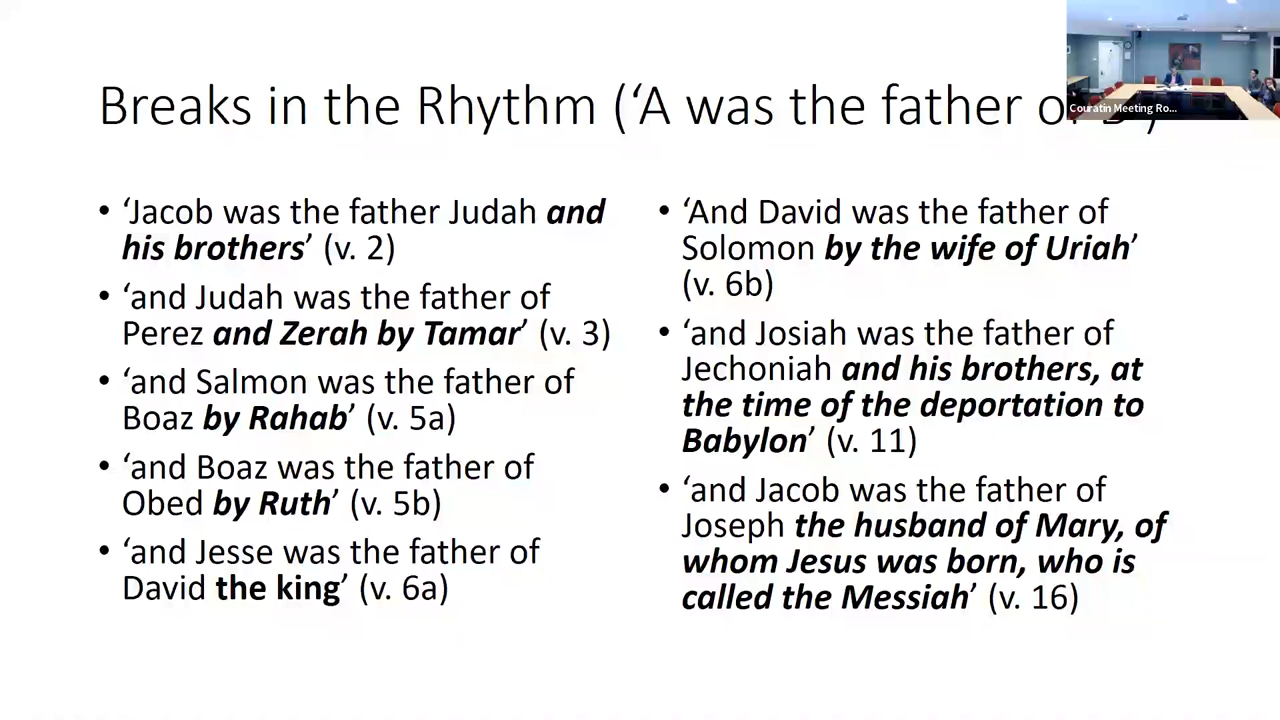 Breaks in the Rhythm (‘A was the father of
Couratin Meeting Ro...
• ‘Jacob was the father Judah and
his brothers’ (v. 2)
• ‘and Judah was the father of
Perez and Zerah by Tamar’ (v. 3)
• ‘and Salmon was the father of
Boaz by Rahab’ (v. 5a)
• ‘and Boaz was the father of
Obed by Ruth’ (v. 5b)
• ‘and Jesse was the father of
David the king’ (v. 6a)
• ‘And David was the father of
Solomon by the wife of Uriah’
(v. 6b)
• ‘and Josiah was the father of
Jechoniah and his brothers, at
the time of the deportation to
Babylon’ (v. 11)
• ‘and Jacob was the father of
Joseph the husband of Mary, of
whom Jesus was born, who is
called the Messiah’ (v. 16)